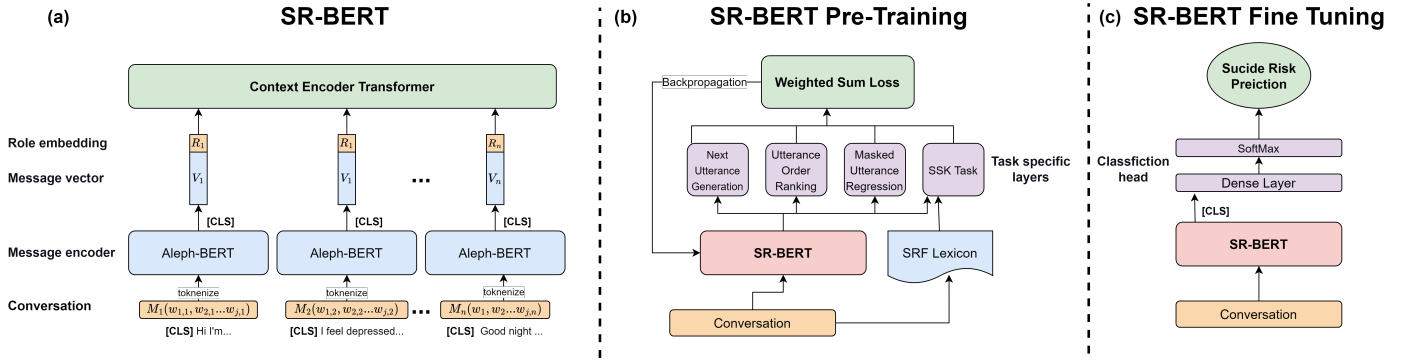 (a)
SR-BERT
Context Encoder Transformer
Role embedding
R1
R1
Rn
Message vector
V1
V1
...
Vn
[CLS]
[CLS]
[CLS]
Message encoder
Aleph-BERT
Aleph-BERT
Aleph-BERT
toknenize
toknenize
toknenize
Conversation
M1(w1,1, w2,1...wj,1)
M2(w1,2, w2,2...wj,2)
...
Mn(w1, w2...wj,n)
[CLS] Hi I'm...
[CLS] I feel depressed...
[CLS] Good night ...
(b)
SR-BERT Pre-Training
Backpropagation
Weighted Sum Loss
Next
Utterance
Generation
Utterance
Order
Ranking
Masked
Utterance
Regression
SSK Task
Task specific
layers
SR-BERT
SRF Lexicon
Conversation
(c)
SR-BERT Fine Tuning
Sucide Risk
Preiction
Classfiction
head
SoftMax
Dense Layer
[CLS]
SR-BERT
Conversation